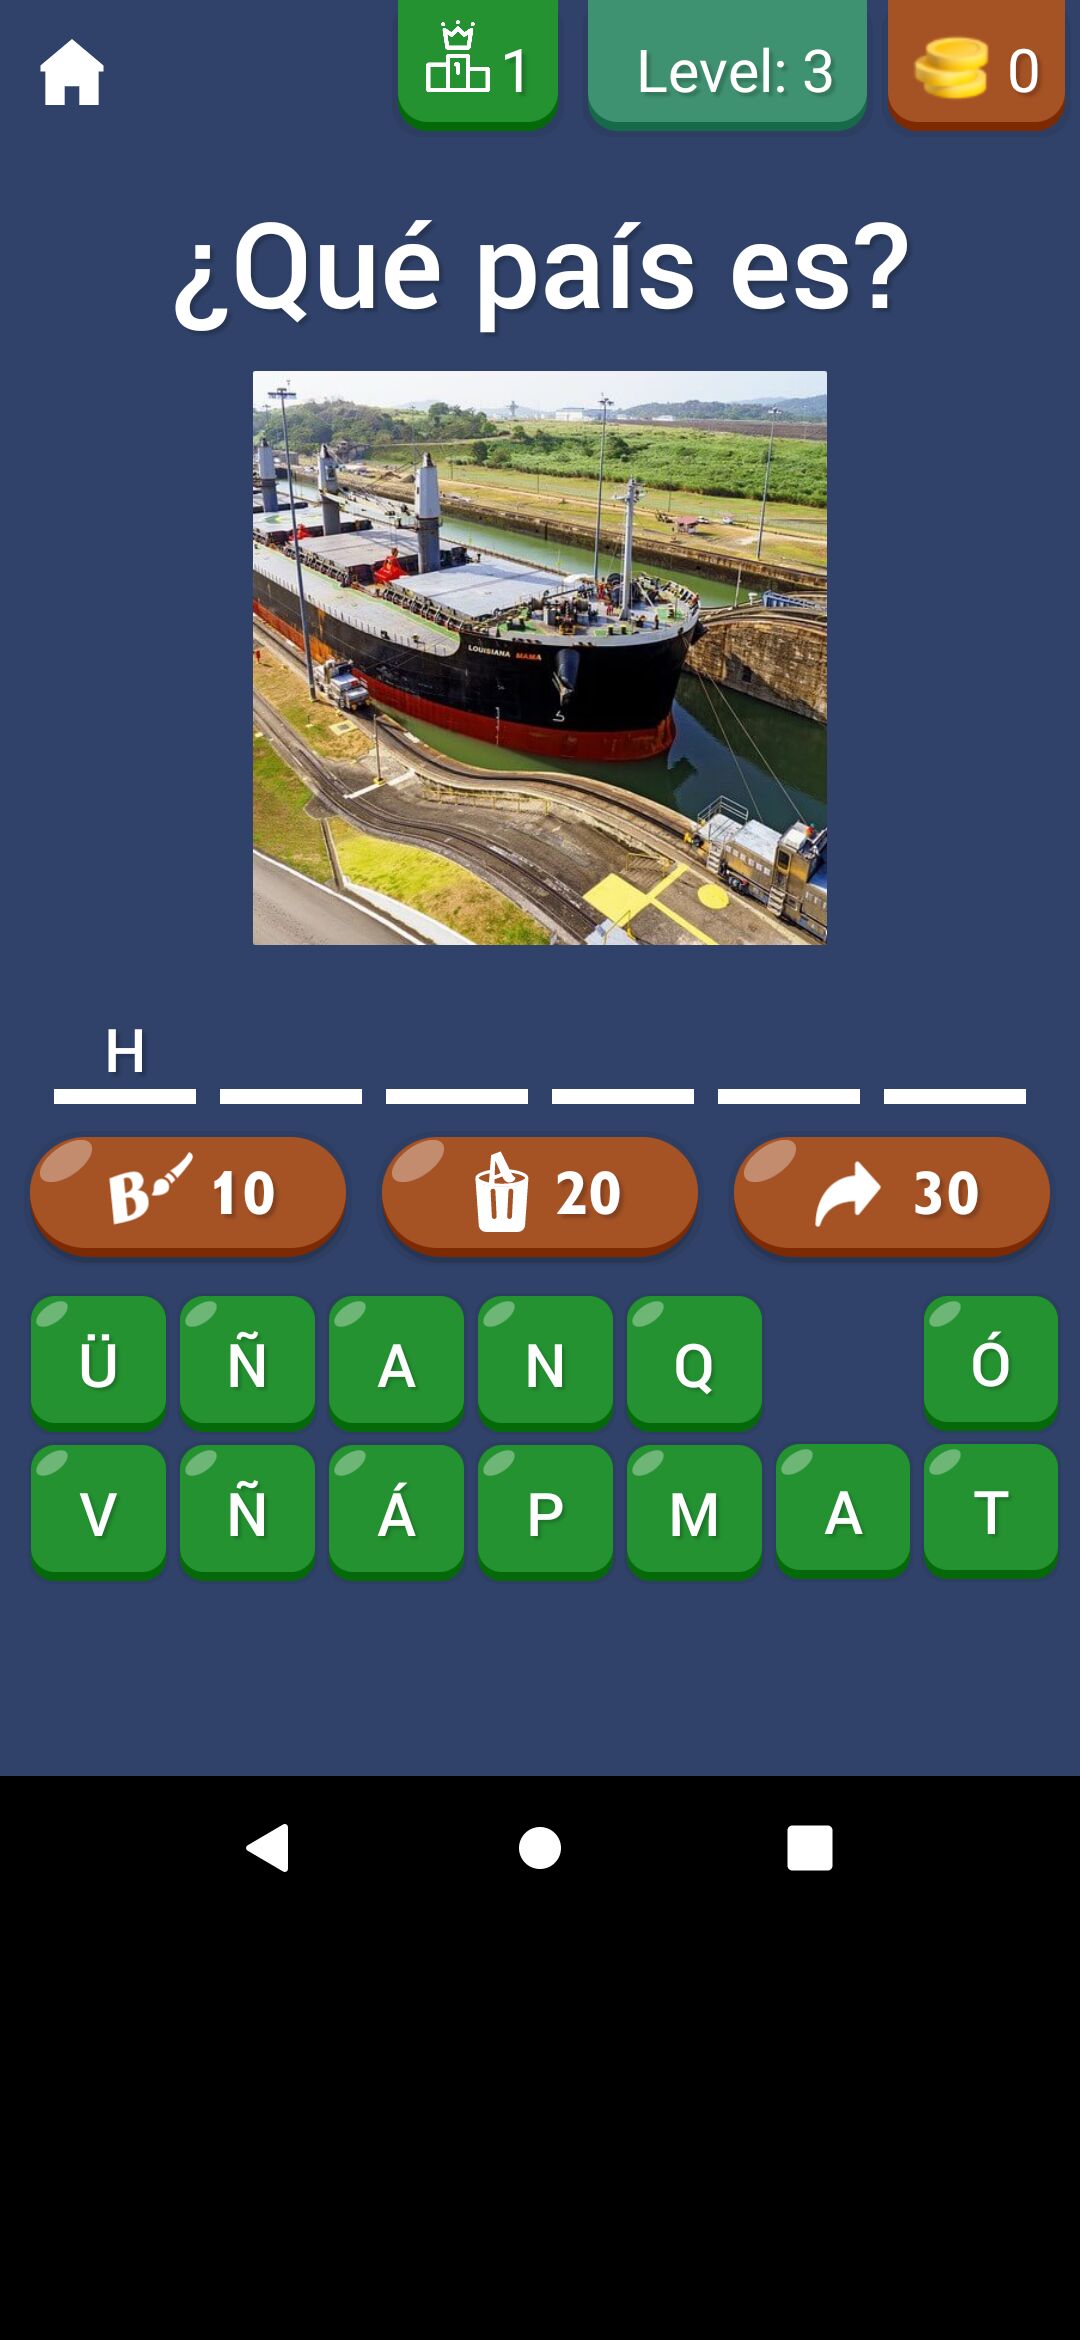 1
Level: 3
0
¿Qué país es?
LOUISIANA MAMA
H
10
20
30
Ü Ñ A N Q Ó
V Ñ Á P M A T